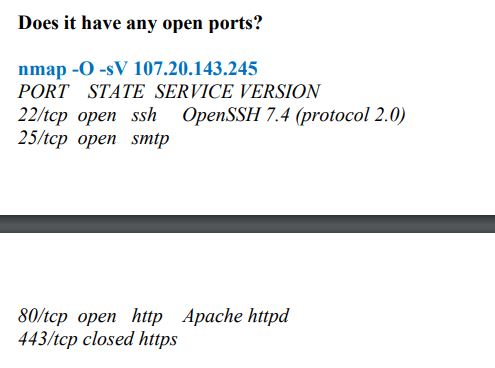 Does it have any open ports?
nmap -O -sV 107.20.143.245
PORT STATE SERVICE VERSION
22/tcp open ssh OpenSSH 7.4 (protocol 2.0)
25/tcp open smtp
80/tcp open http Apache httpd
443/tcp closed https